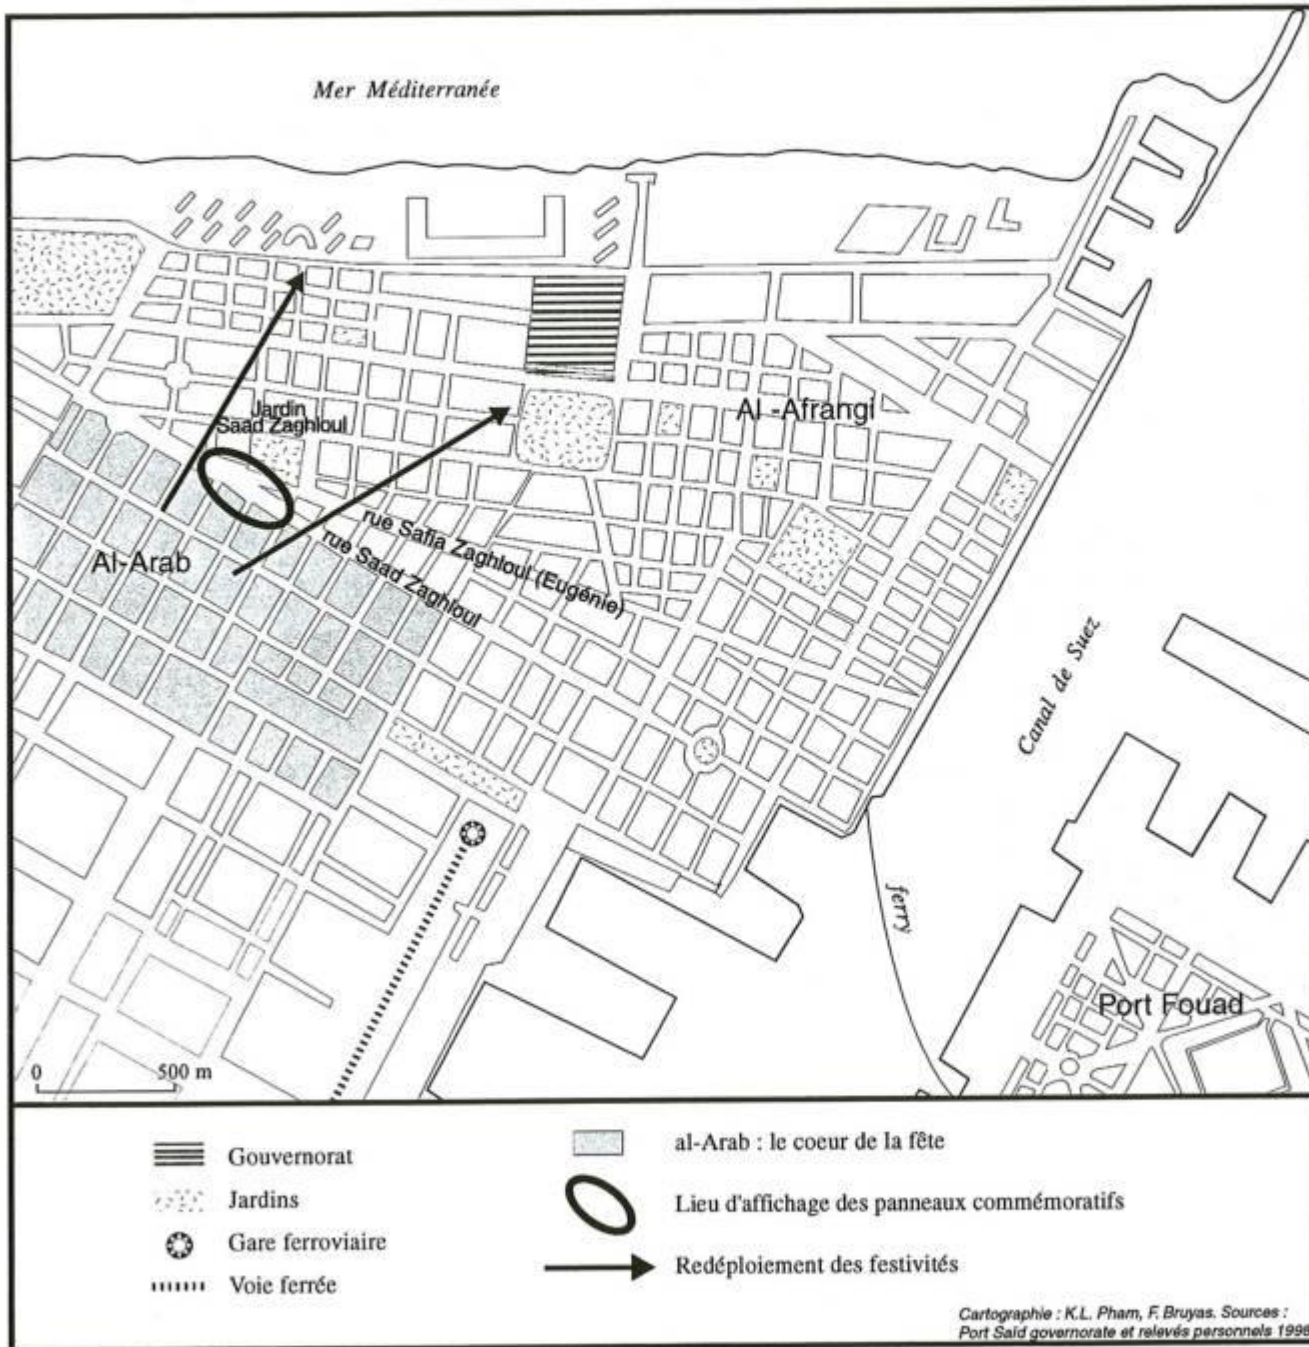 Mer Méditerranée
Jardin
Saad Zaghloul
Al -Afrangi
Al-Arab
rue Safia Zaghloul (Eugénie)
rue Saad Zaghloul
Canal de Suez
ferry
Port Fouad
0 500 m
Gouvernorat
Jardins
Gare ferroviaire
Voie ferrée
al-Arab : le coeur de la fête
Lieu d'affichage des panneaux commémoratifs
Redéploiement des festivités
Cartographie : K.L. Pham, F. Bruyas. Sources :
Port Saïd governorate et relevés personnels 1998